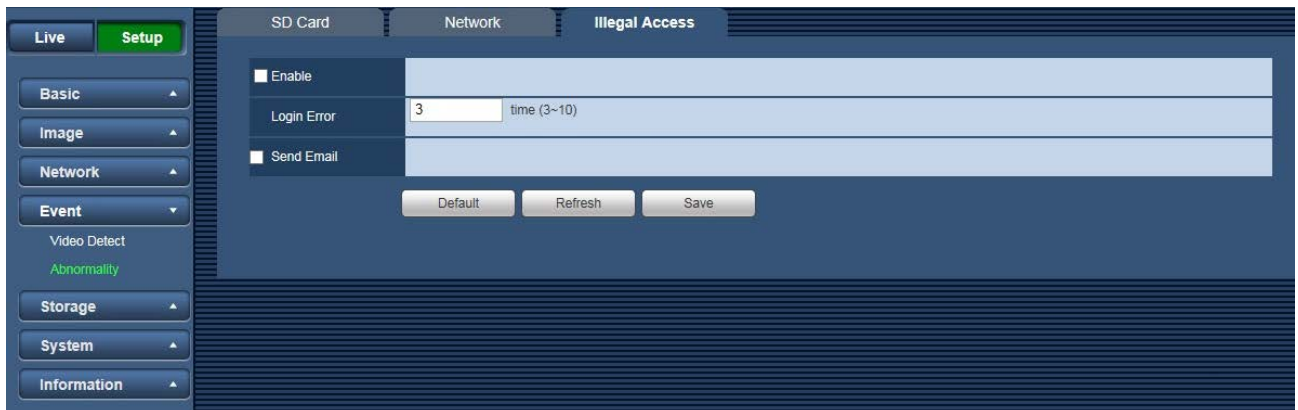 Live Setup
Basic
Image
Network
Event
Video Detect
Abnormality
Storage
System
Information
SD Card Network Illegal Access
Enable
Login Error 3 time (3~10)
Send Email
Default Refresh Save